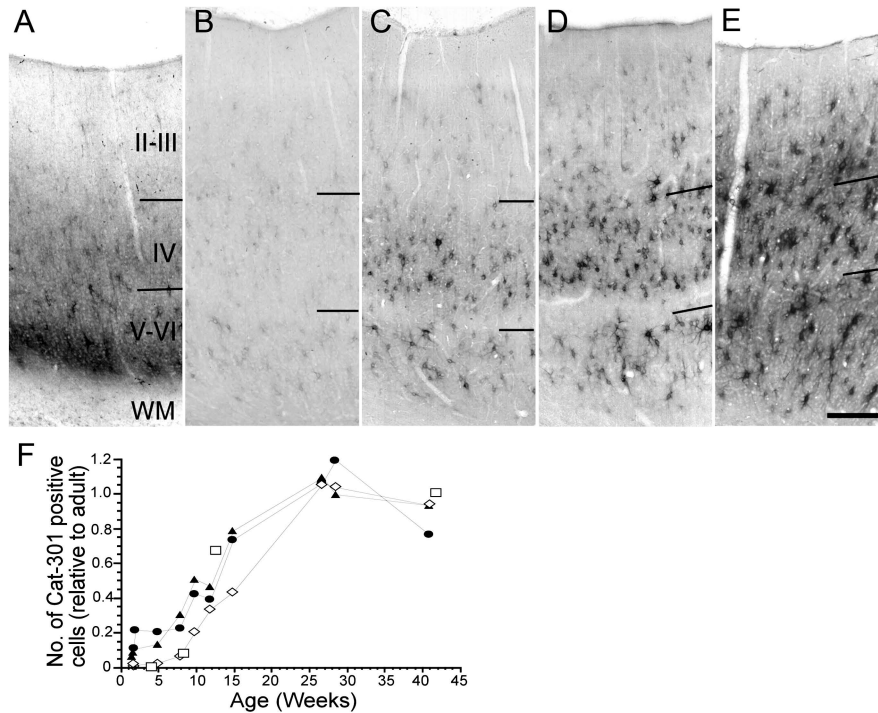 A
B
C
D
E
II-III
IV
V-VI
WM
F
No. of Cat-301 positive
cells (relative to adult)
1.2
1.0
0.8
0.6
0.4
0.2
0
0 5 10 15 20 25 30 35 40 45
Age (Weeks)